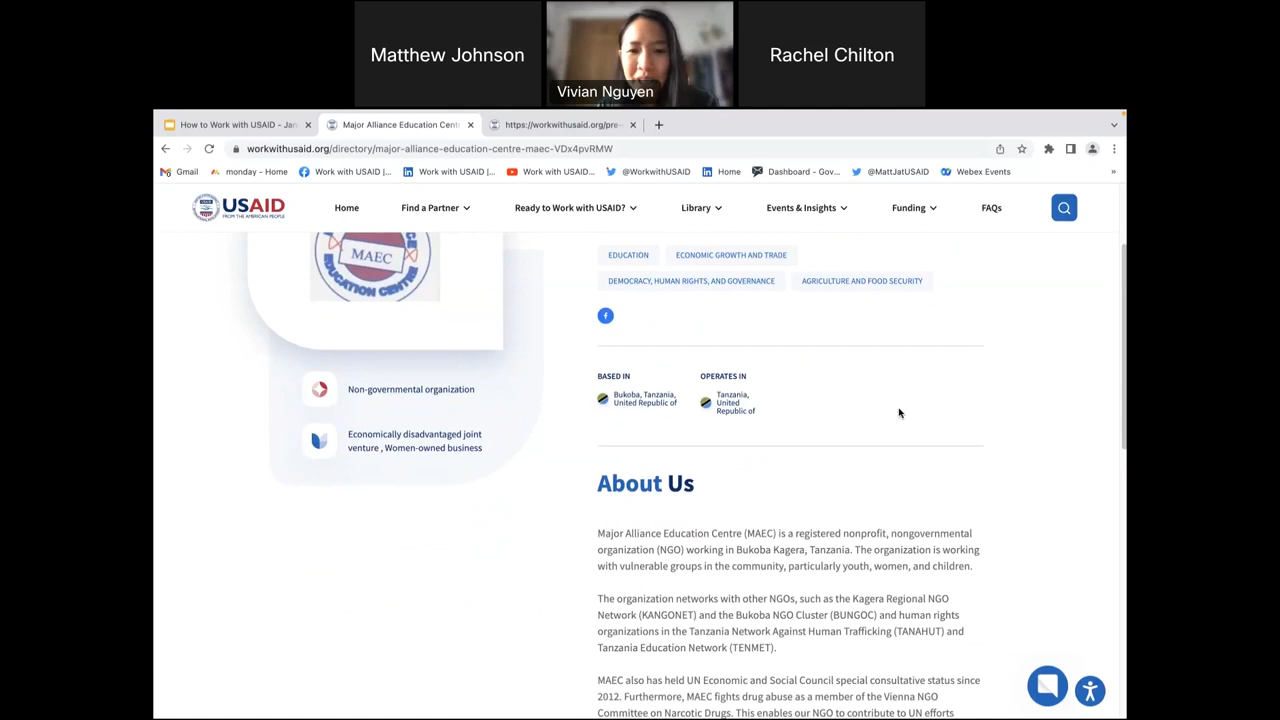 Matthew Johnson
Vivian Nguyen
Rachel Chilton
How to Work with USAID - Jan
Major Alliance Education Cent
https://workwithusaid.org/pre-
workwithusaid.org/directory/major-alliance-education-centre-maec-VDx4pvRMW
Gmail
monday - Home
Work with USAID |...
Work with USAID |...
Work with USAID...
@WorkwithUSAID
Home
Dashboard - Gov...
@MattJatUSAID
Webex Events
»
USAID
FROM THE AMERICAN PEOPLE
Home
Find a Partner
Ready to Work with USAID?
Library
Events & Insights
Funding
FAQs
MAEC
EDUCATION CENTRE
EDUCATION
ECONOMIC GROWTH AND TRADE
DEMOCRACY, HUMAN RIGHTS, AND GOVERNANCE
AGRICULTURE AND FOOD SECURITY
Non-governmental organization
Economically disadvantaged joint
venture , Women-owned business
BASED IN
Bukoba, Tanzania,
United Republic of
OPERATES IN
Tanzania,
United
Republic of
About Us
Major Alliance Education Centre (MAEC) is a registered nonprofit, nongovernmental
organization (NGO) working in Bukoba Kagera, Tanzania. The organization is working
with vulnerable groups in the community, particularly youth, women, and children.
The organization networks with other NGOs, such as the Kagera Regional NGO
Network (KANGONET) and the Bukoba NGO Cluster (BUNGOC) and human rights
organizations in the Tanzania Network Against Human Trafficking (TANAHUT) and
Tanzania Education Network (TENMET).
MAEC also has held UN Economic and Social Council special consultative status since
2012. Furthermore, MAEC fights drug abuse as a member of the Vienna NGO
Committee on Narcotic Drugs. This enables our NGO to contribute to UN efforts